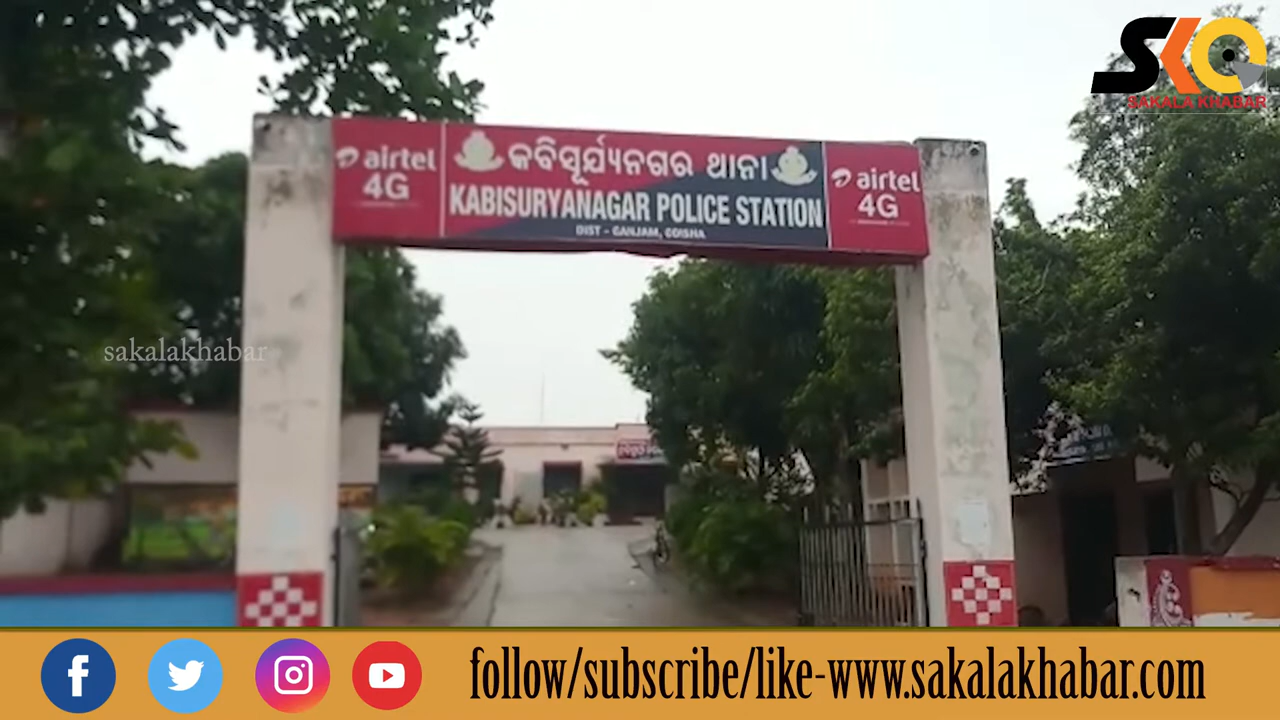 SKQ
SAKALA KHABAR
airtel
4G
କବିସୂର୍ଯ୍ୟନଗର ଥାନା
KABISURYANAGAR POLICE STATION
DIST - GANJAM, ODISHA
airtel
4G
sakalakhabar
follow/subscribe/like-www.sakalakhabar.com